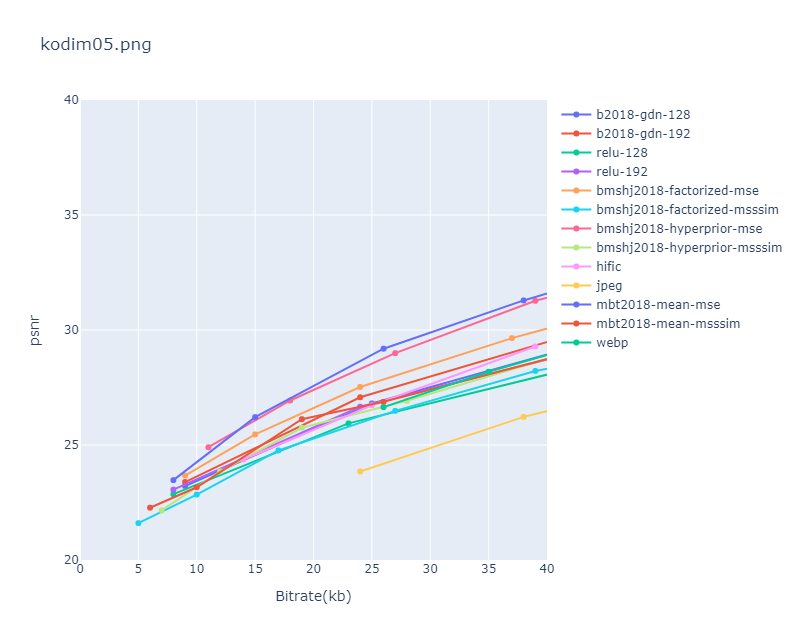 kodim05.png
40
35
30
25
20
psnr
0 5 10 15 20 25 30 35 40
Bitrate(kb)
b2018-gdn-128
b2018-gdn-192
relu-128
relu-192
bmshj2018-factorized-mse
bmshj2018-factorized-msssim
bmshj2018-hyperprior-mse
bmshj2018-hyperprior-msssim
hific
jpeg
mbt2018-mean-mse
mbt2018-mean-msssim
webp